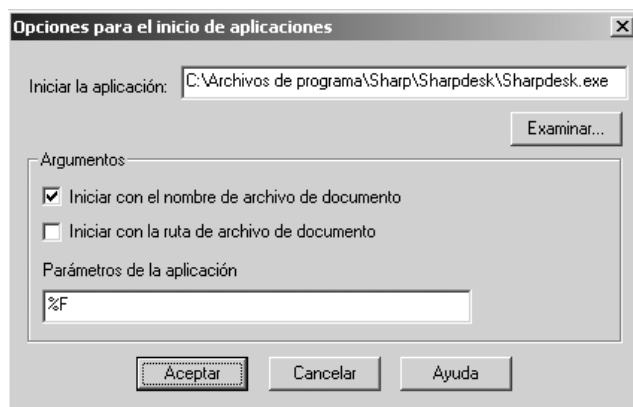 Opciones para el inicio de aplicaciones
Iniciar la aplicación: C:\Archivos de programa\Sharp\Sharpdesk\Sharpdesk.exe
Examinar...
Argumentos
Iniciar con el nombre de archivo de documento
Iniciar con la ruta de archivo de documento
Parámetros de la aplicación
%F
Aceptar Cancelar Ayuda